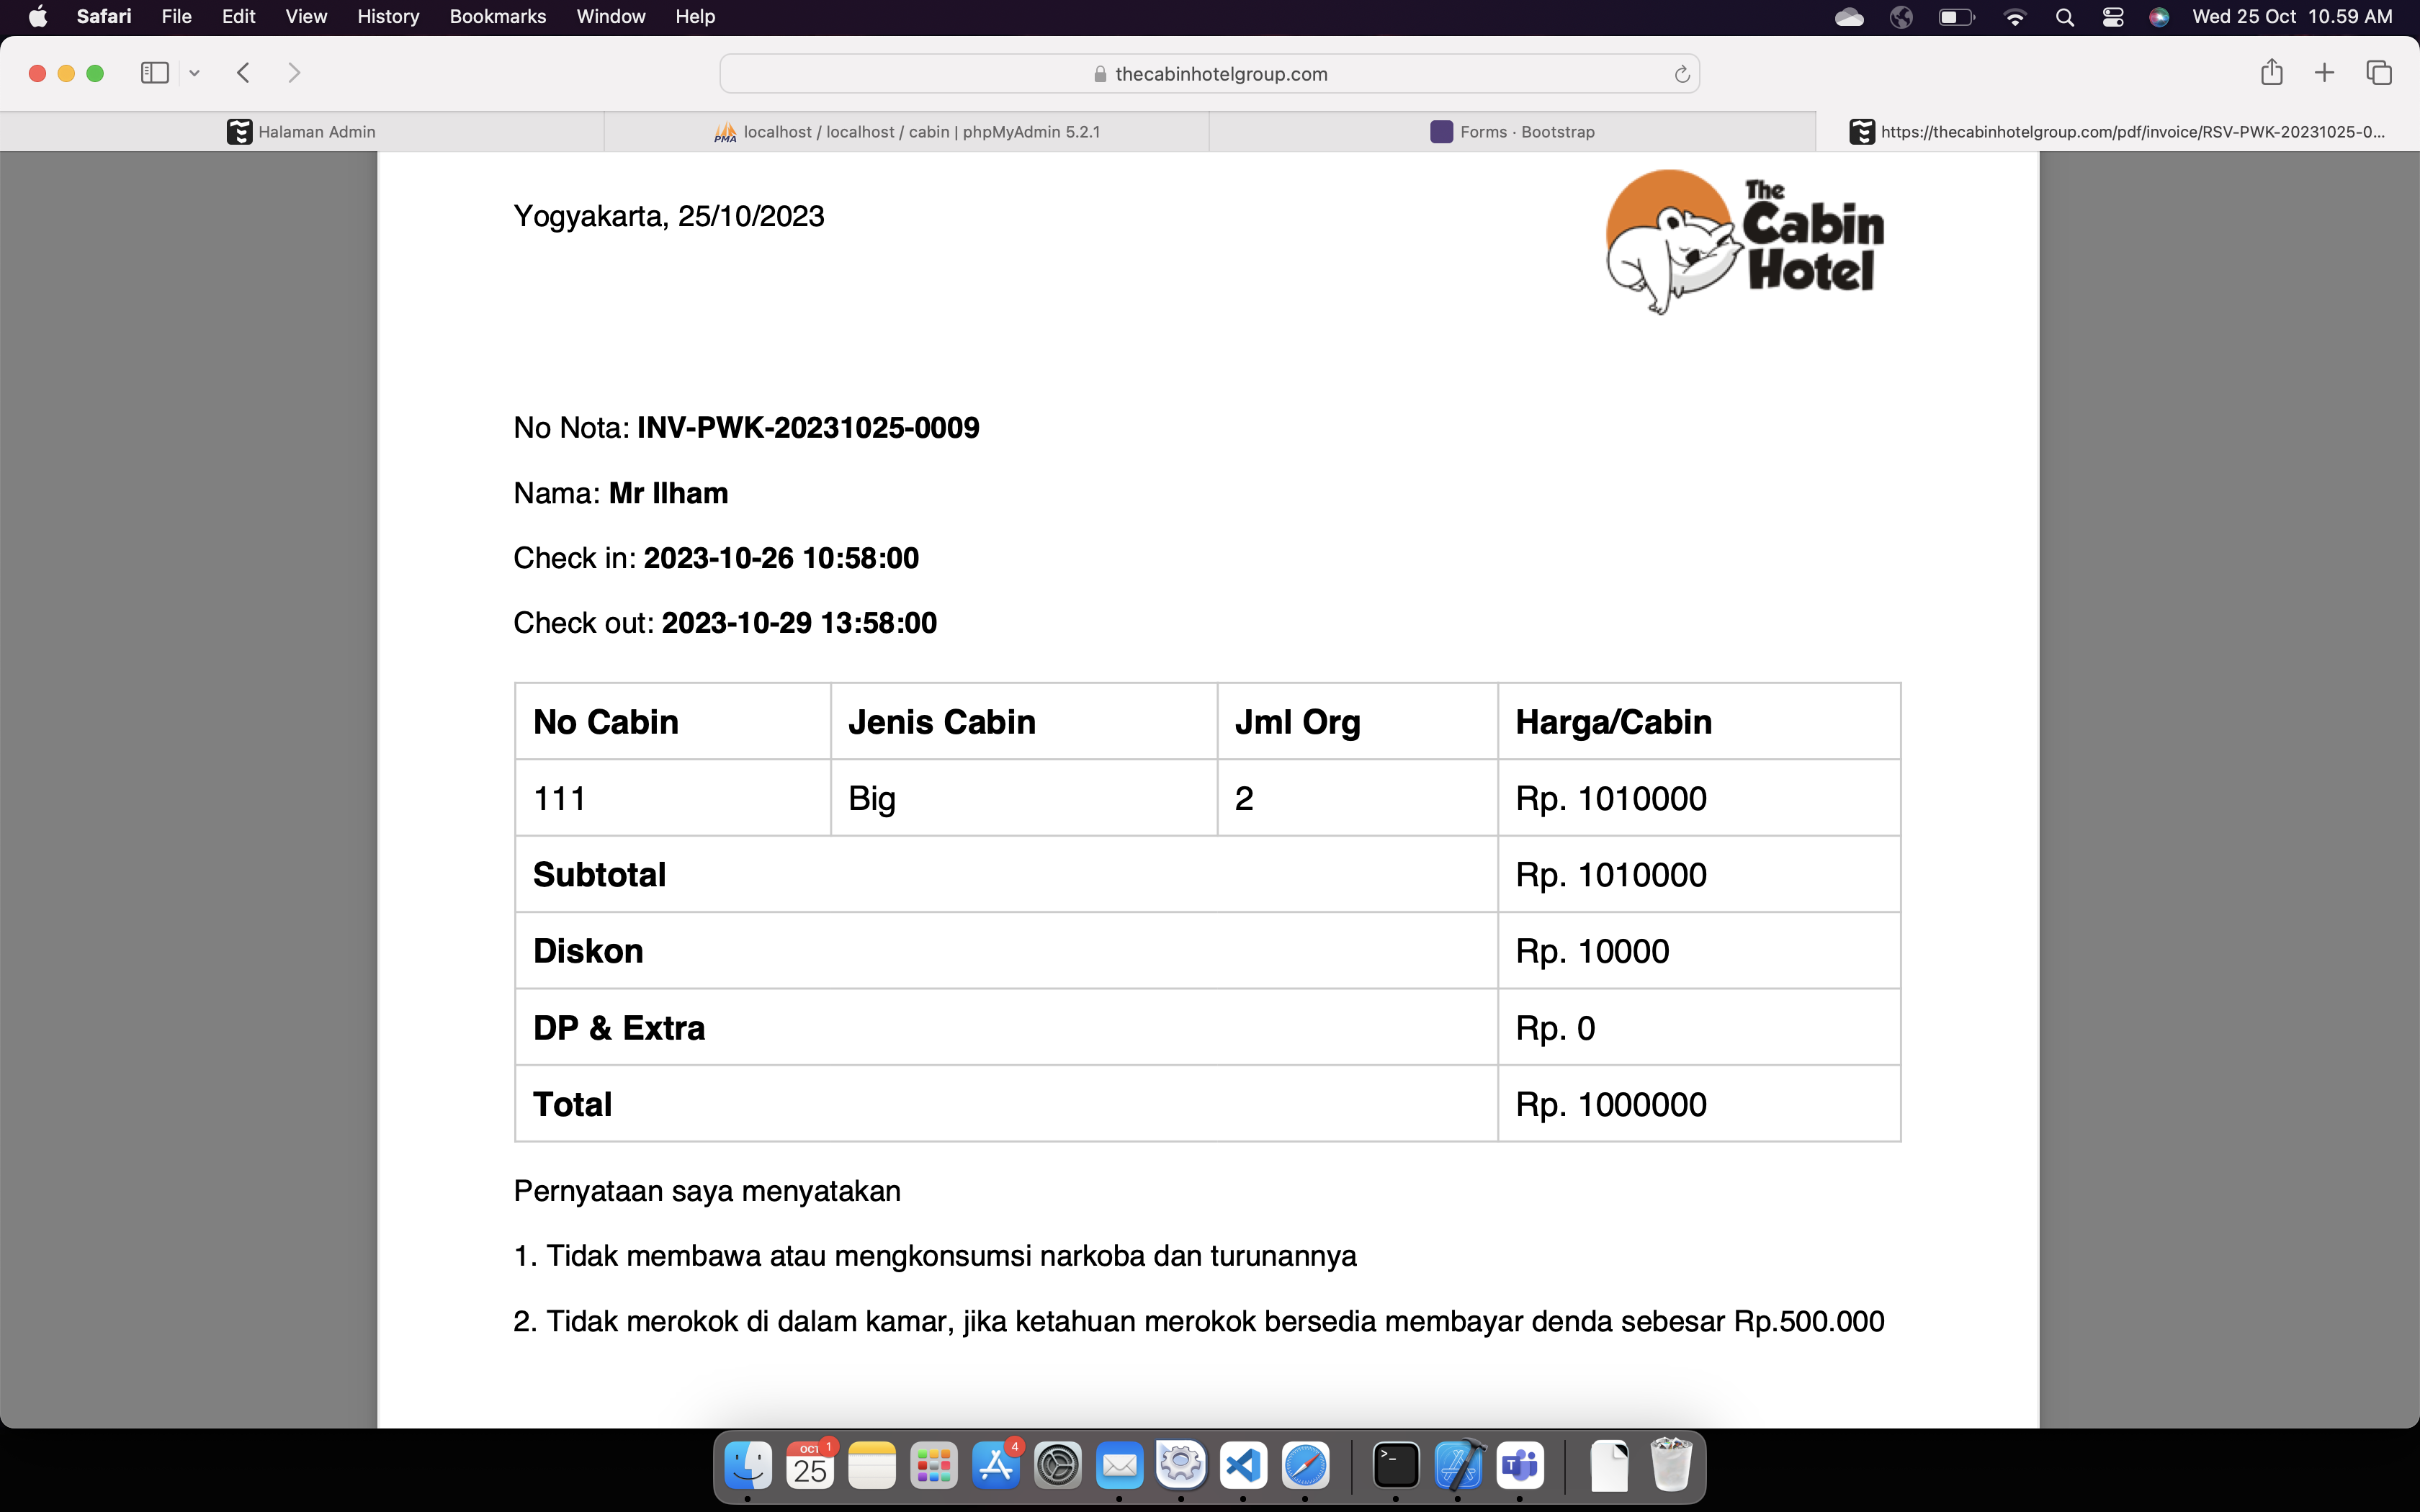 Safari File Edit View History Bookmarks Window Help Wed 25 Oct 10.59 AM
thecabinhotelgroup.com
Halaman Admin
PMA localhost / localhost / cabin | phpMyAdmin 5.2.1
Forms · Bootstrap
https://thecabinhotelgroup.com/pdf/invoice/RSV-PWK-20231025-0...
Yogyakarta, 25/10/2023
The
Cabin
Hotel
No Nota: INV-PWK-20231025-0009
Nama: Mr Ilham
Check in: 2023-10-26 10:58:00
Check out: 2023-10-29 13:58:00
No Cabin Jenis Cabin Jml Org Harga/Cabin
111 Big 2 Rp. 1010000
Subtotal Rp. 1010000
Diskon Rp. 10000
DP & Extra Rp. 0
Total Rp. 1000000
Pernyataan saya menyatakan
1. Tidak membawa atau mengkonsumsi narkoba dan turunannya
2. Tidak merokok di dalam kamar, jika ketahuan merokok bersedia membayar denda sebesar Rp.500.000
OCT 1
25
4
>_
T